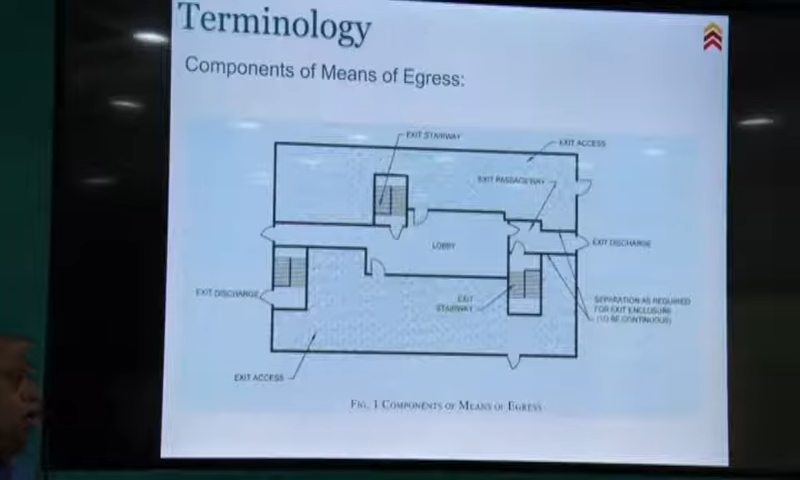 Terminology
Components of Means of Egress:
EXIT STAIRWAY
EXIT ACCESS
EXIT PASSAGEWAY
LOBBY
EXIT DISCHARGE
EXIT DISCHARGE
EXIT
STAIRWAY
SEPARATION AS REQUIRED
FOR EXIT ENCLOSURE
(TO BE CONTINUOUS)
EXIT ACCESS
FIG. 1 COMPONENTS OF MEANS OF EGRESS